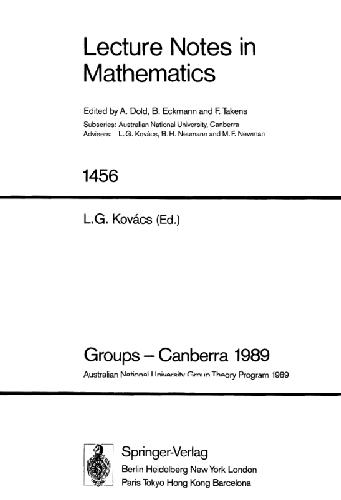 Lecture Notes in
Mathematics
Edited by A. Dold, B. Eckmann and F. Takens
Subseries: Australian National University, Canberra
Advisers: L.G. Kovács, B.H. Neumann and M.F. Newman
1456
L.G. Kovács (Ed.)
Groups – Canberra 1989
Australian National University Group Theory Program 1989
Springer-Verlag
Berlin Heidelberg New York London
Paris Tokyo Hong Kong Barcelona